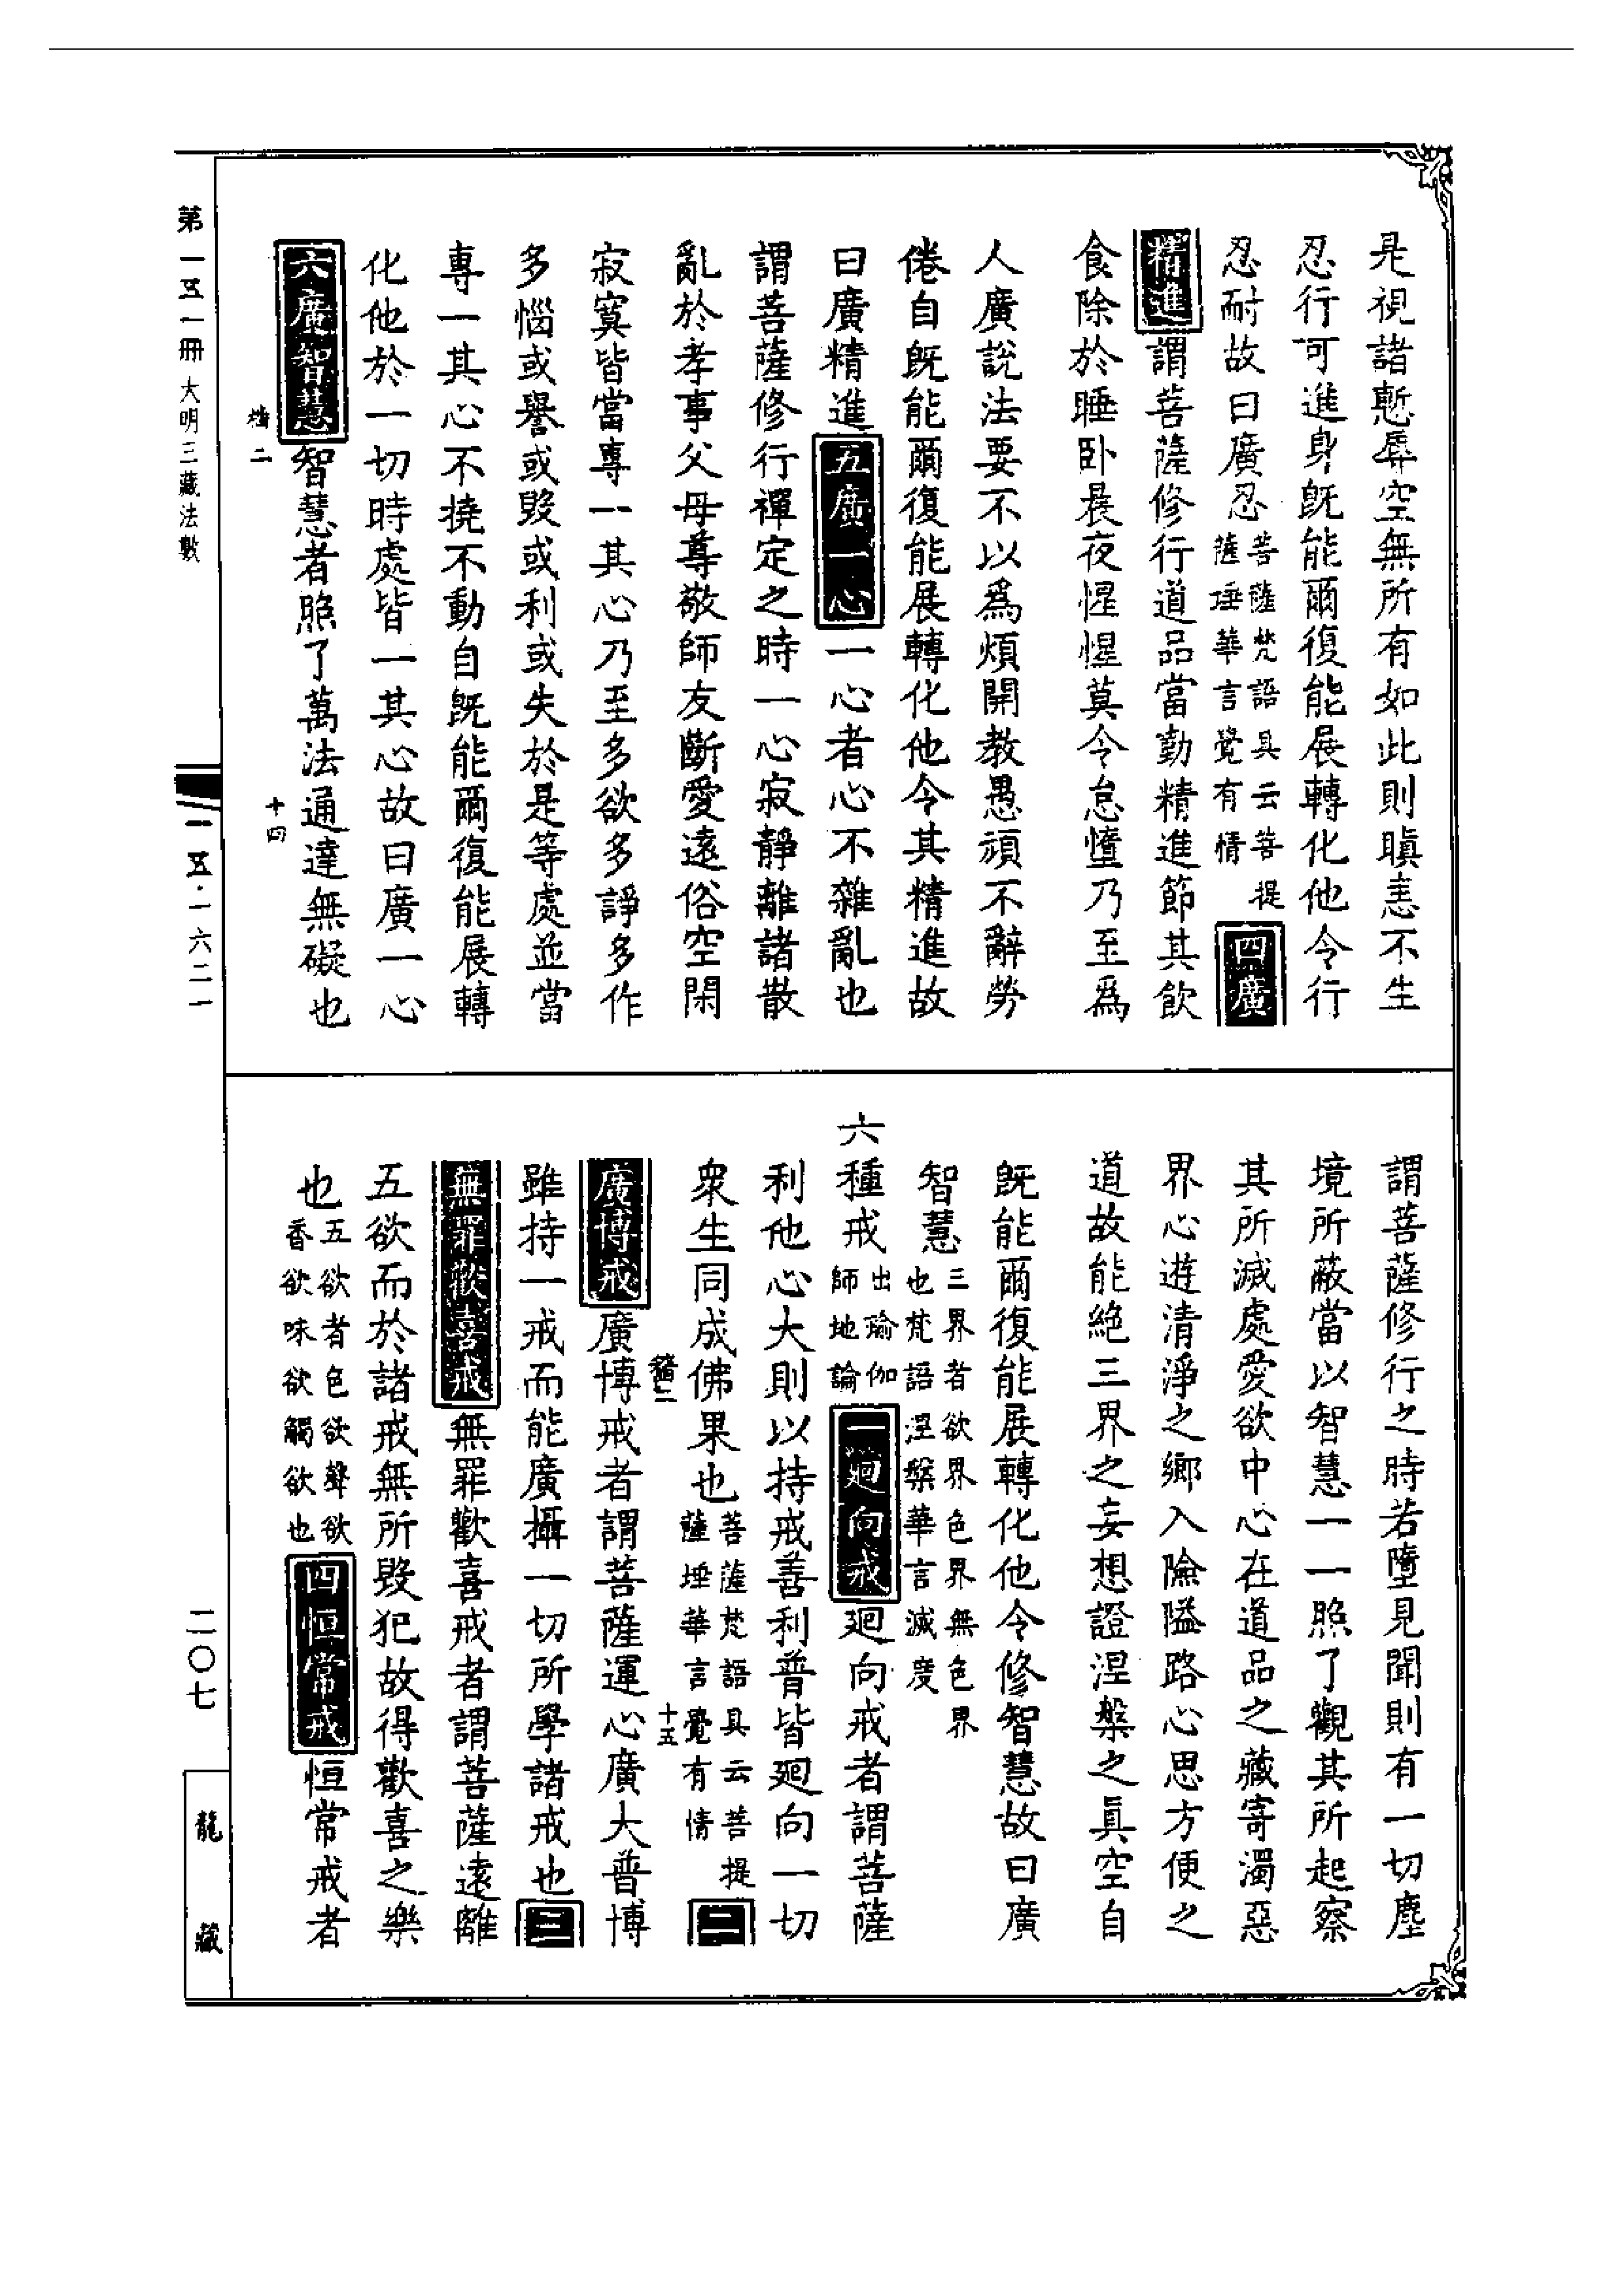 是視諸慙辱空無所有如此則瞋恚不生
忍行可進身旣能爾復能展轉化他令行
忍耐故曰廣忍菩薩梵語具云菩提薩埵華言覺有情四廣
精進謂菩薩修行道品當勤精進節其飲
食除於睡卧晨夜惺惺莫令怠憧乃至爲
人廣說法要不以爲煩開教愚頑不辭勞
倦自旣能爾復能展轉化他令其精進故
曰廣精進五廣一心一心者心不雜亂也
謂菩薩修行禪定之時一心寂靜離諸散
亂於孝事父母尊敬師友斷愛遠俗空閑
寂寞皆當專一其心乃至多欲多諍多作
多惱或譽或毀或利或失於是等處並當
專一其心不撓不動自旣能爾復能展轉
化他於一切時處皆一其心故曰廣一心
六廣智慧智慧者照了萬法通達無礙也
二
十四
謂菩薩修行之時若墮見聞則有一切塵
境所蔽當以智慧一一照了觀其所起察
其所滅處愛欲中心在道品之藏寄濁惡
界心遊清淨之鄉入險隘路心思方便之
道故能絶三界之妄想證涅槃之眞空自
旣能爾復能展轉化他令修智慧故曰廣
智慧三界者欲界色界無色界也梵語涅槃華言滅度
六種戒出瑜伽師地論一廻向戒廻向戒者謂菩薩
利他心大則以持戒善利普皆廻向一切
衆生同成佛果也菩薩梵語具云菩提薩埵華言覺有情二
二
十五
廣博戒廣博戒者謂菩薩運心廣大普博
雖持一戒而能廣攝一切所學諸戒也三
無罪歡喜戒無罪歡喜戒者謂菩薩遠離
五欲而於諸戒無所毀犯故得歡喜之樂
也五欲者色欲聲欲香欲味欲觸欲也四恒常戒恒常戒者
第一五一冊 大明三藏法數
一五·一六二一
二〇七
龍藏